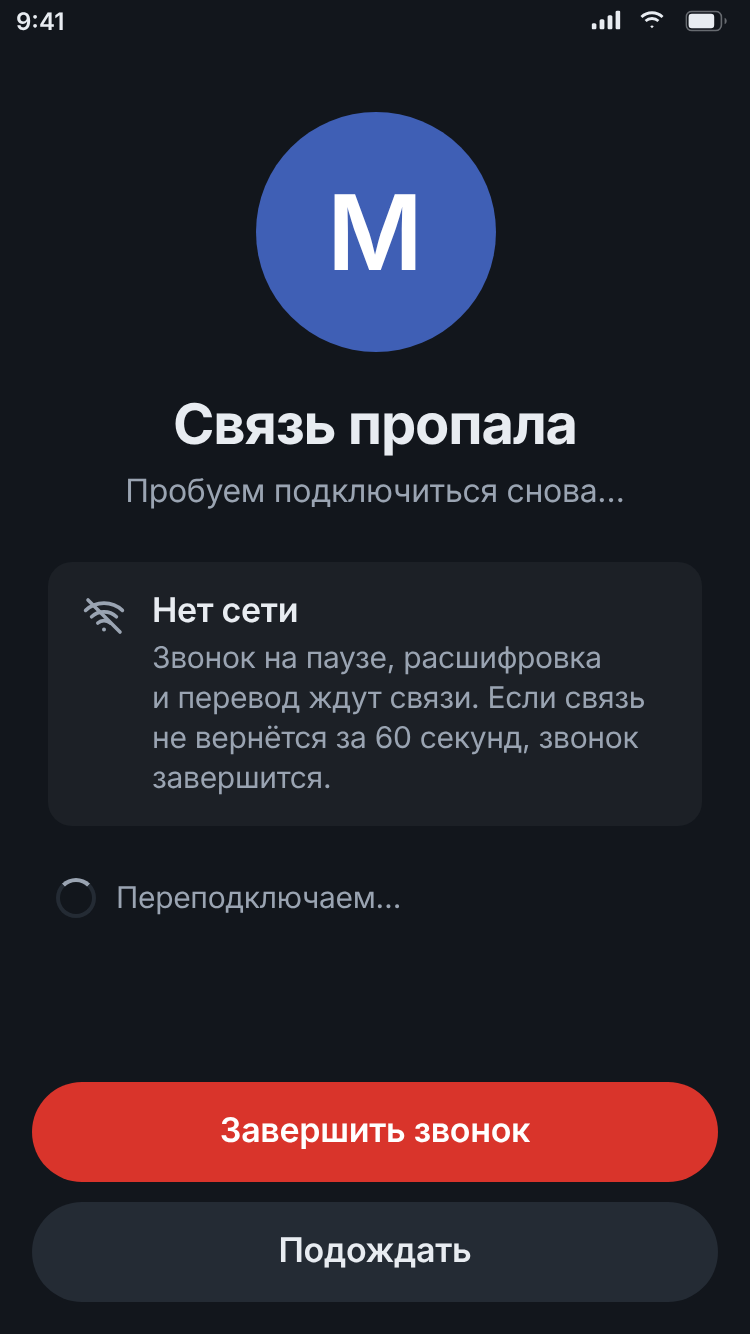 9:41
М
Связь пропала
Пробуем подключиться снова...
Нет сети
Звонок на паузе, расшифровка
и перевод ждут связи. Если связь
не вернётся за 60 секунд, звонок
завершится.
Переподключаем...
Завершить звонок
Подождать